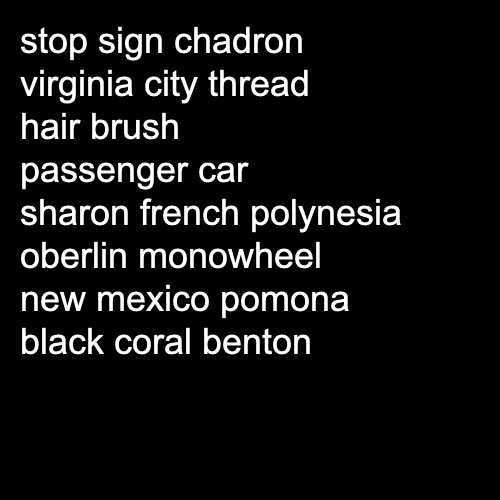 stop sign chadron
virginia city thread
hair brush
passenger car
sharon french polynesia
oberlin monowheel
new mexico pomona
black coral benton